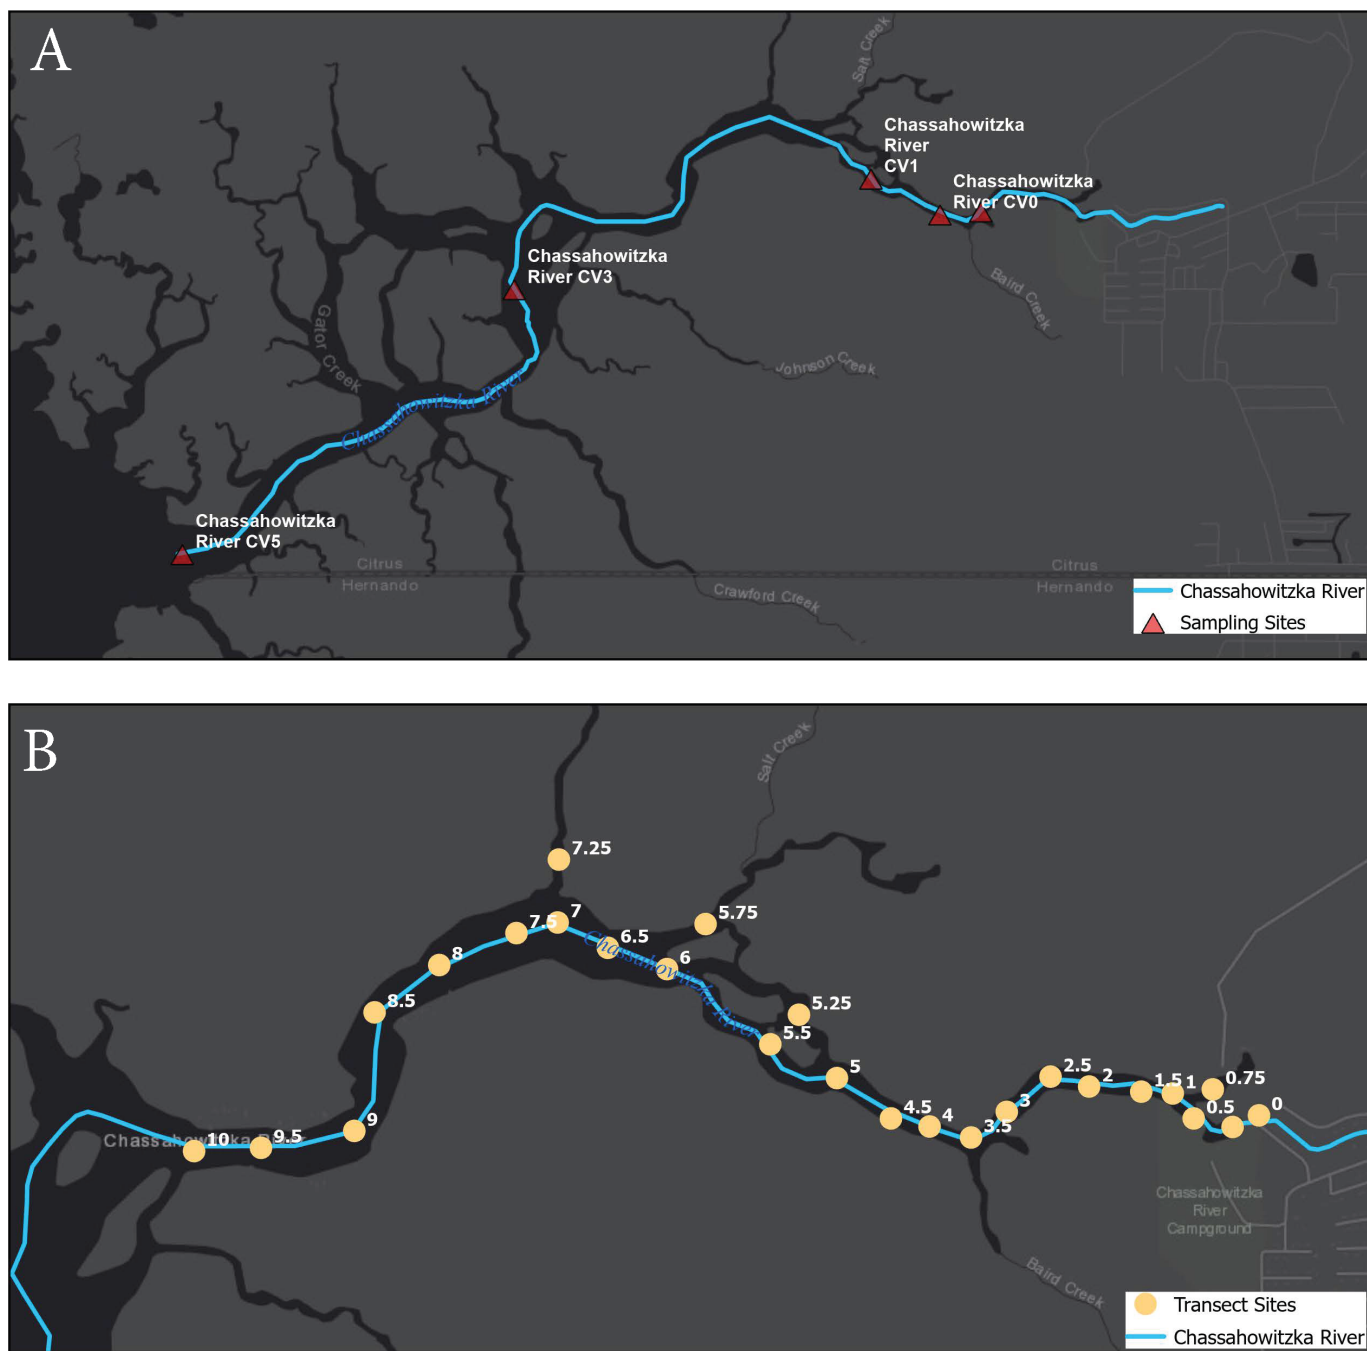 A
Salt Creek
Chassahowitzka
River
CV1
Chassahowitzka
River CV0
Chassahowitzka
River CV3
Baird Creek
Gator Creek
Johnson Creek
Chassahowitzka River
Chassahowitzka
River CV5
Citrus
Hernando
Citrus
Hernando
Crawford Creek
Chassahowitzka River
Sampling Sites
B
Salt Creek
7.25
5.75
7
7.5
6.5
6
8
Chassahowitzka River
8.5
5.25
5.5
5
2.5
2
1.5
1
0.75
0
0.5
3
4.5
4
3.5
9
9.5
10
Chassahowitzka River
Chassahowitzka
River
Campground
Baird Creek
Transect Sites
Chassahowitzka River